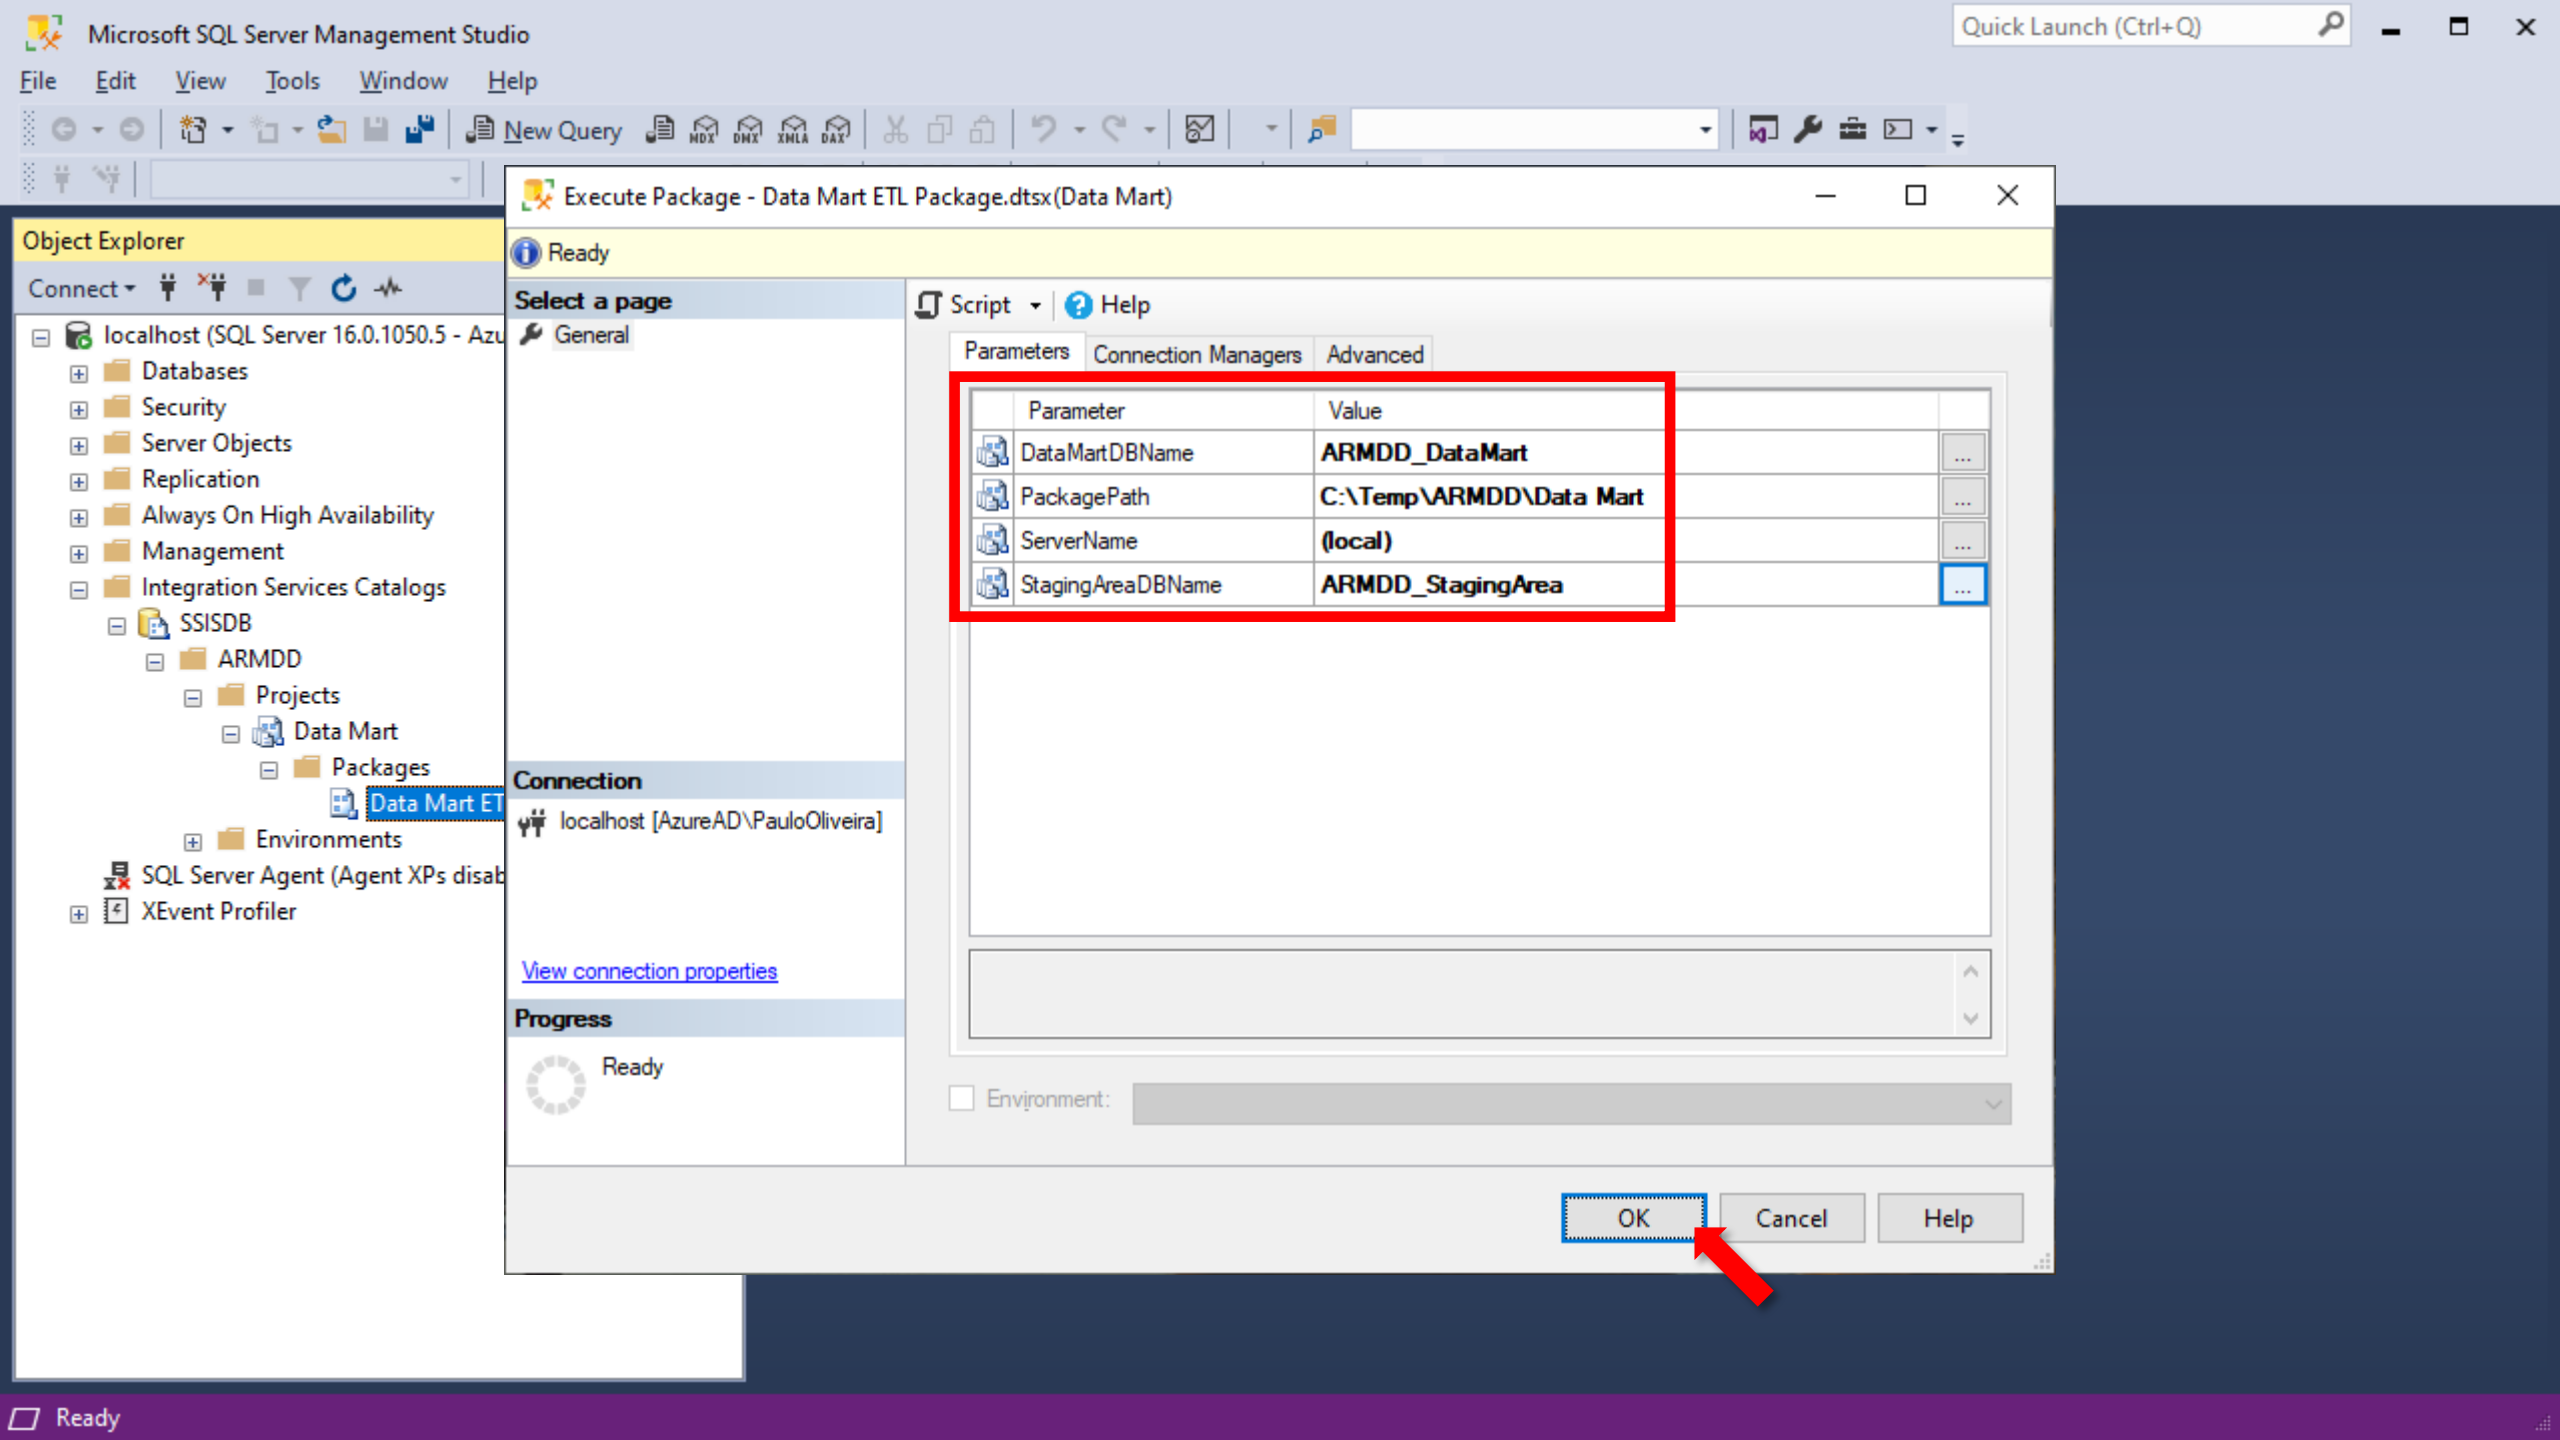 Microsoft SQL Server Management Studio
Quick Launch (Ctrl+Q)
File Edit View Tools Window Help
New Query MDX DMX XMLA DAX
Execute Package - Data Mart ETL Package.dtsx(Data Mart)
Object Explorer
Ready
Connect
Select a page
General
Script Help
Parameters Connection Managers Advanced
Parameter Value
DataMartDBName ARMDD_DataMart ...
PackagePath C:\Temp\ARMDD\Data Mart ...
ServerName (local) ...
StagingAreaDBName ARMDD_StagingArea ...
localhost (SQL Server 16.0.1050.5 - Azu
Databases
Security
Server Objects
Replication
Always On High Availability
Management
Integration Services Catalogs
SSISDB
ARMDD
Projects
Data Mart
Packages
Data Mart ET
Environments
SQL Server Agent (Agent XPs disab
XEvent Profiler
Connection
localhost [AzureAD\PauloOliveira]
View connection properties
Progress
Ready
Environment:
OK Cancel Help
Ready